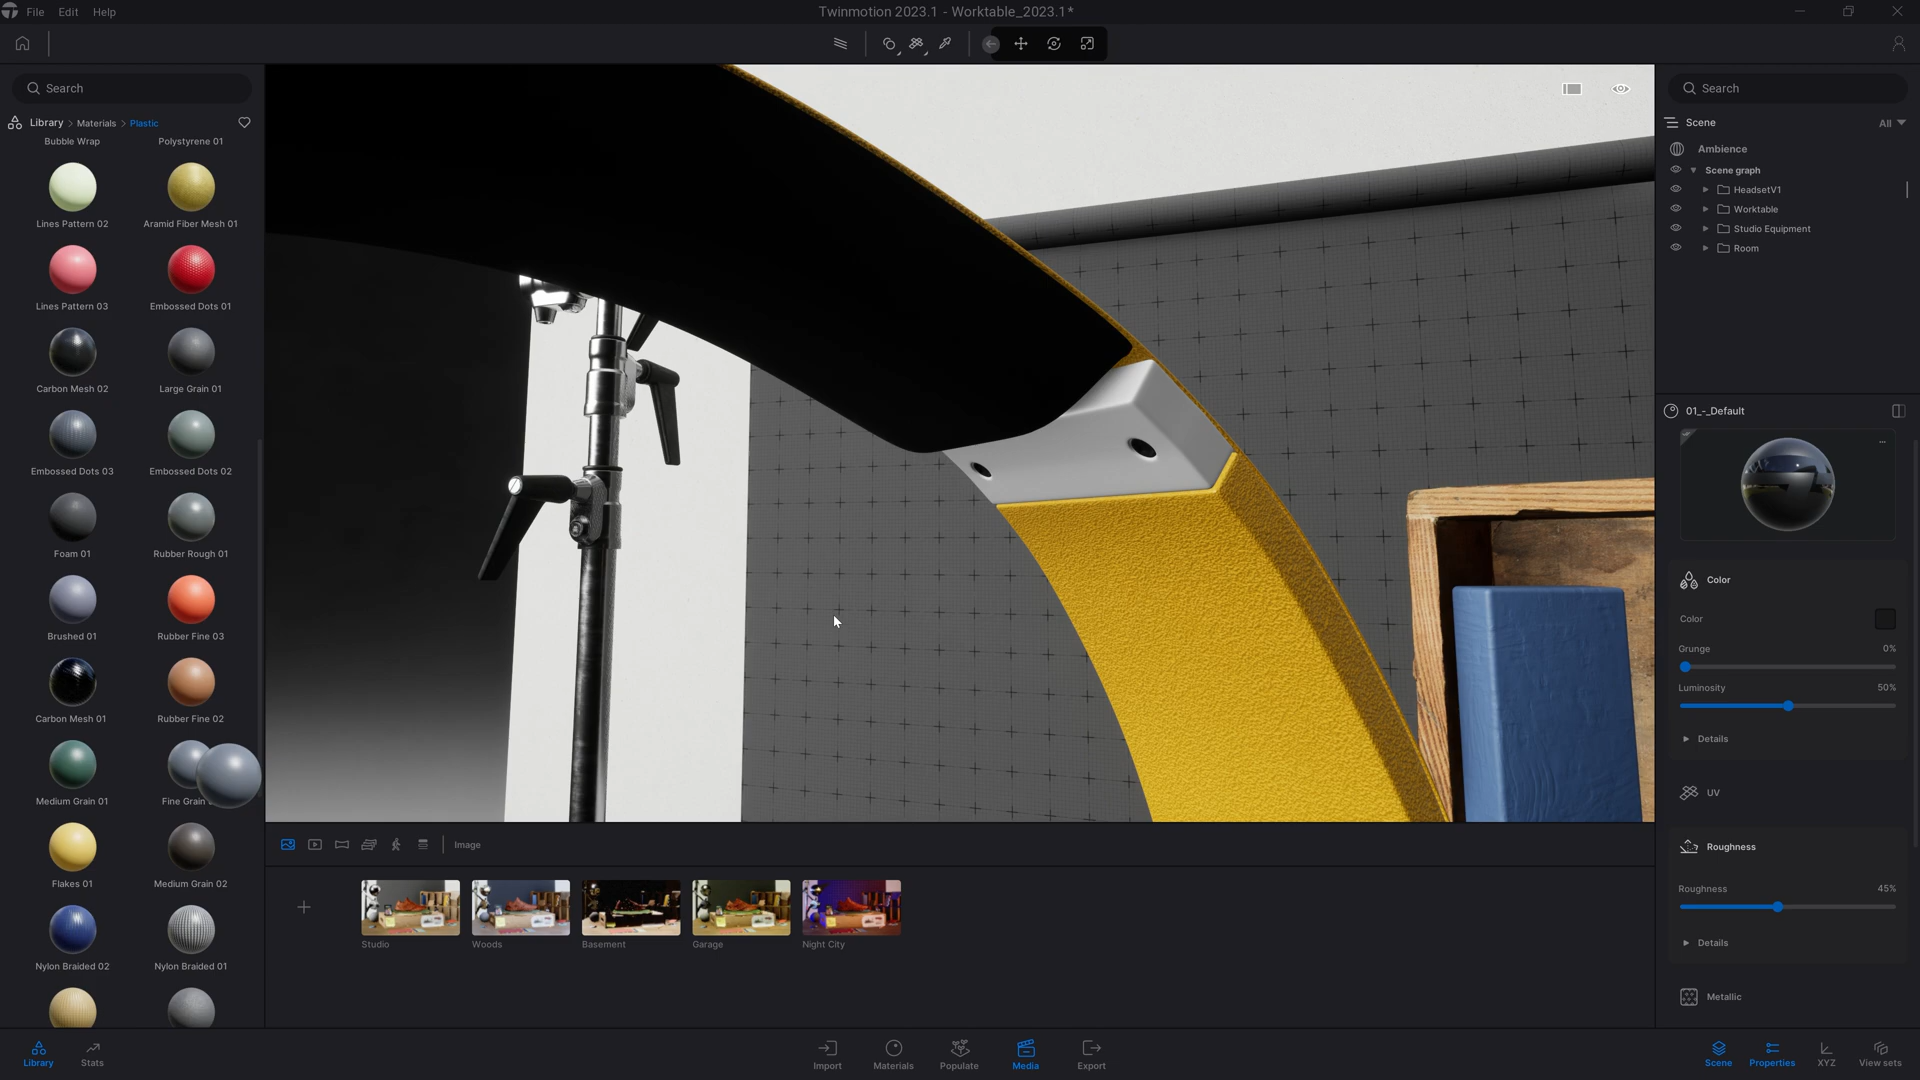 File Edit Help
Twinmotion 2023.1 - Worktable_2023.1*
Search
Library > Materials > Plastic
Bubble Wrap
Polystyrene 01
Lines Pattern 02
Aramid Fiber Mesh 01
Lines Pattern 03
Embossed Dots 01
Carbon Mesh 02
Large Grain 01
Embossed Dots 03
Embossed Dots 02
Foam 01
Rubber Rough 01
Brushed 01
Rubber Fine 03
Carbon Mesh 01
Rubber Fine 02
Medium Grain 01
Fine Grain
Flakes 01
Medium Grain 02
Nylon Braided 02
Nylon Braided 01
Image
Studio
Woods
Basement
Garage
Night City
Search
Scene
All
Ambience
Scene graph
HeadsetV1
Worktable
Studio Equipment
Room
01_-_Default
...
Color
Color
Grunge 0%
Luminosity 50%
Details
UV
Roughness
Roughness 45%
Details
Metallic
Library
Stats
Import
Materials
Populate
Media
Export
Scene
Properties
XYZ
View sets